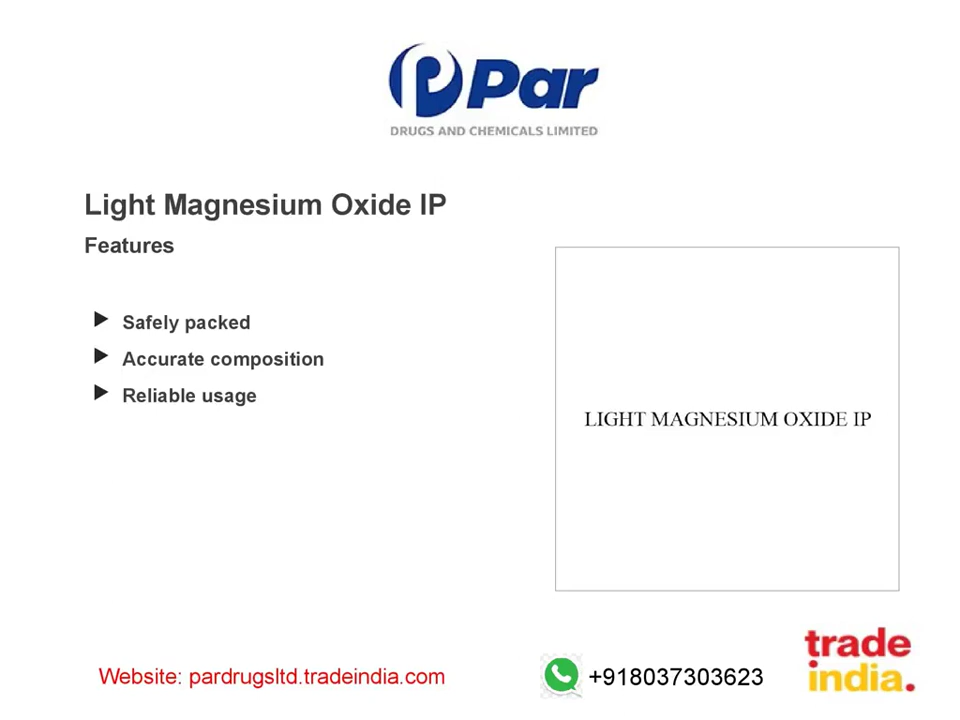 Par
DRUGS AND CHEMICALS LIMITED
Light Magnesium Oxide IP
Features
Safely packed
Accurate composition
Reliable usage
LIGHT MAGNESIUM OXIDE IP
Website: pardrugsltd.tradeindia.com
+918037303623
trade
india.